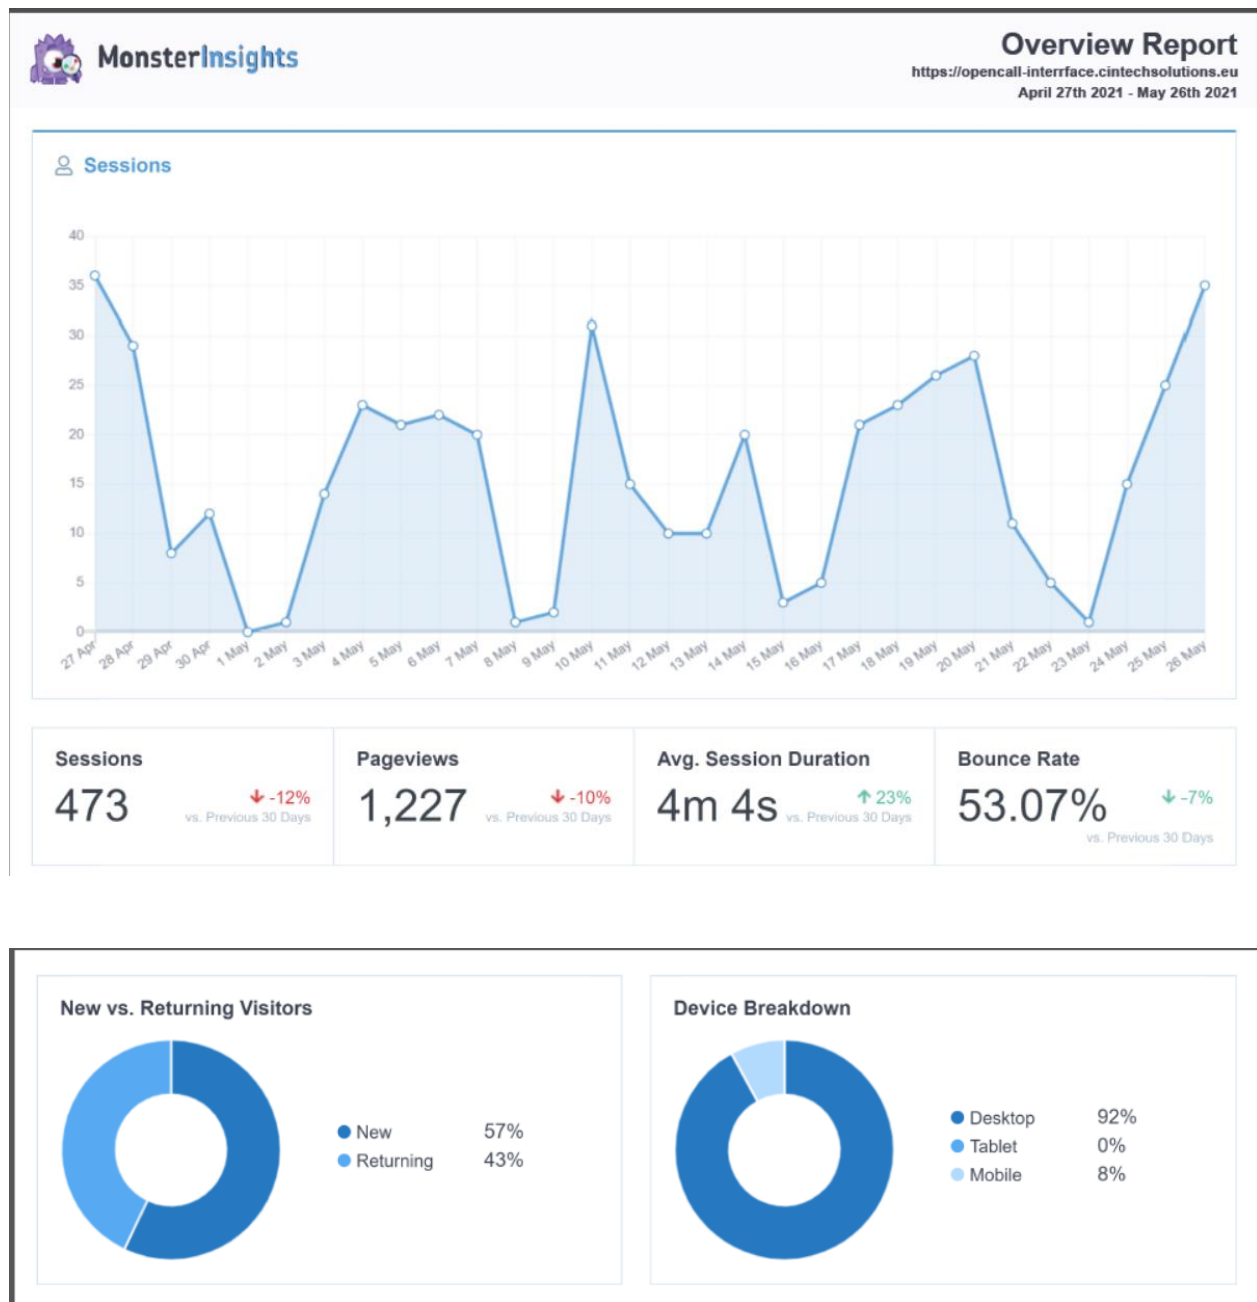 MonsterInsights
Overview Report
https://opencall-interrface.cintechsolutions.eu
April 27th 2021 - May 26th 2021
Sessions
40
35
30
25
20
15
10
5
0
27 Apr 28 Apr 29 Apr 30 Apr 1 May 2 May 3 May 4 May 5 May 6 May 7 May 8 May 9 May 10 May 11 May 12 May 13 May 14 May 15 May 16 May 17 May 18 May 19 May 20 May 21 May 22 May 23 May 24 May 25 May 26 May
Sessions
473
-12%
vs. Previous 30 Days
Pageviews
1,227
-10%
vs. Previous 30 Days
Avg. Session Duration
4m 4s
23%
vs. Previous 30 Days
Bounce Rate
53.07%
-7%
vs. Previous 30 Days
New vs. Returning Visitors
New 57%
Returning 43%
Device Breakdown
Desktop 92%
Tablet 0%
Mobile 8%